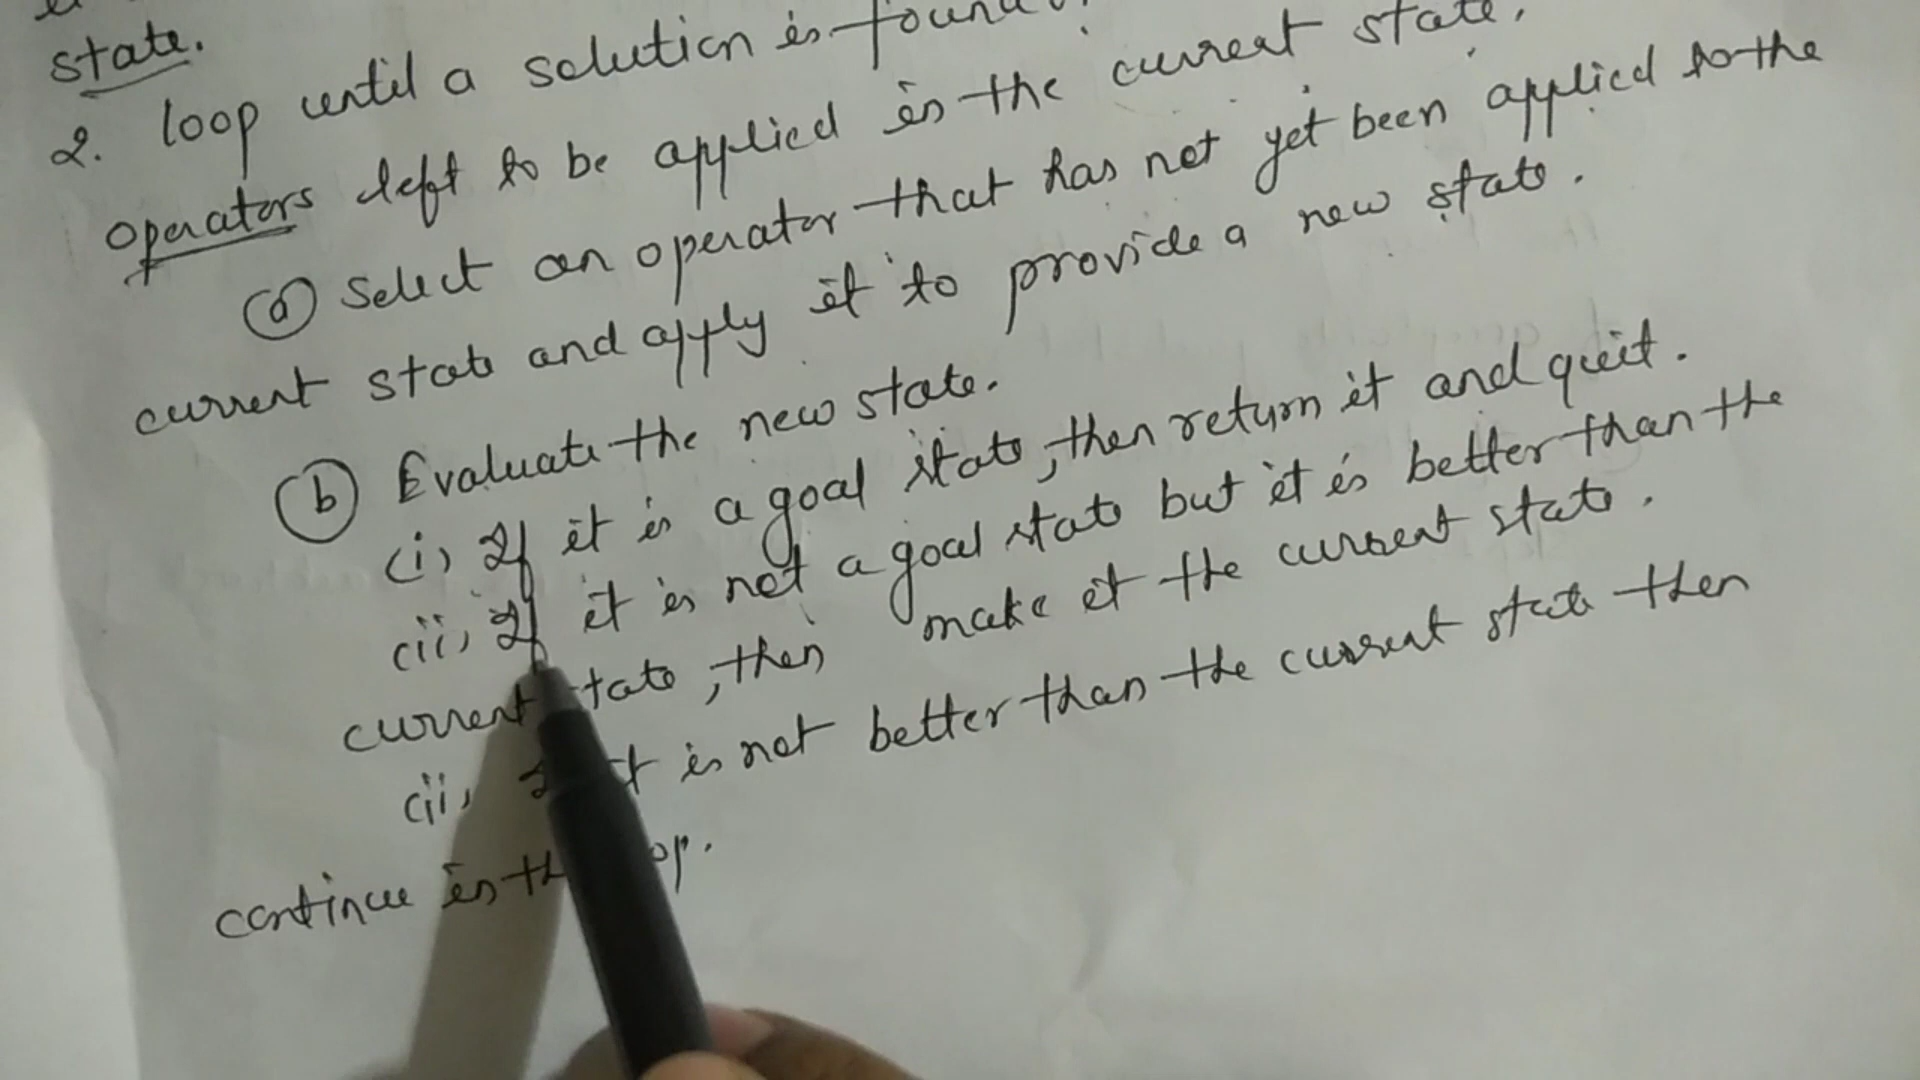 state.
2. loop until a solution is found
operators left to be applied in the current state.
(a) Select an operator that has not yet been applied to the
current state and apply it to provide a new state.
(b) Evaluate the new state.
(i) If it is a goal state, then return it and quit.
(ii) If it is not a goal state but it is better than the
current state, then make it the current state.
(iii) it is not better than the current state then
continue in